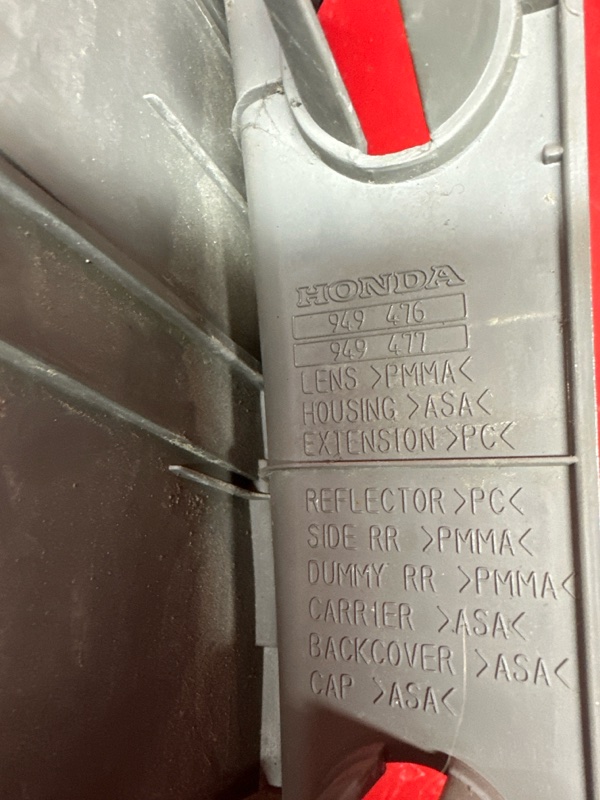 HONDA
949 476
949 477
LENS >PMMA<
HOUSING >ASA<
EXTENSION >PC<
REFLECTOR >PC<
SIDE RR >PMMA<
DUMMY RR >PMMA<
CARRIER >ASA<
BACKCOVER >ASA<
CAP >ASA<